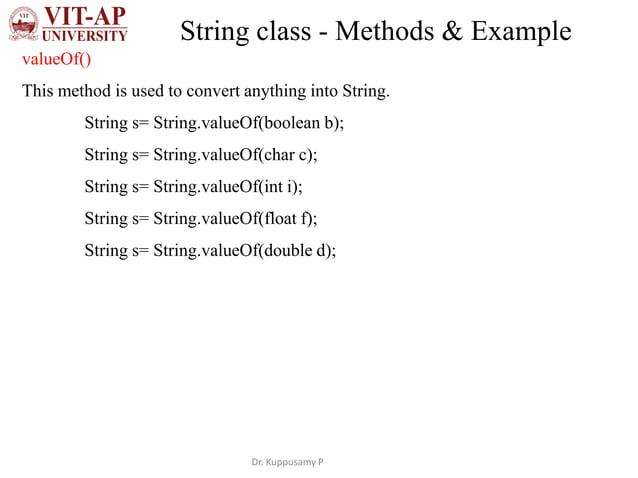 VIT-AP
UNIVERSITY
String class - Methods & Example
valueOf()
This method is used to convert anything into String.
String s= String.valueOf(boolean b);
String s= String.valueOf(char c);
String s= String.valueOf(int i);
String s= String.valueOf(float f);
String s= String.valueOf(double d);
Dr. Kuppusamy P